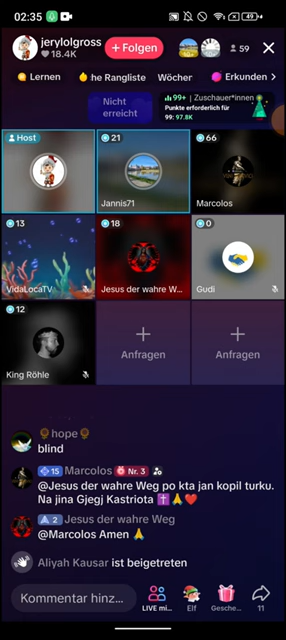 02:35
49
jerylolgross
18.4K
+ Folgen
59
Lernen
he Rangliste
Wöcher
Erkunden >
Nicht
erreicht
99+ | Zuschauer*innen
Punkte erforderlich für
99: 97.8K
Host
21
Jannis71
66
Marcolos
13
VidaLocaTV
18
Jesus der wahre W...
0
Gudi
12
King Röhle
Anfragen
Anfragen
hope
blind
15 Marcolos Nr. 3
@Jesus der wahre Weg po kta jan kopil turku.
Na jina Gjegj Kastriota ✝️🙏❤️
2 Jesus der wahre Weg
@Marcolos Amen 🙏
Aliyah Kausar ist beigetreten
Kommentar hinz...
LIVE mi...
Elf
Gesche...
11